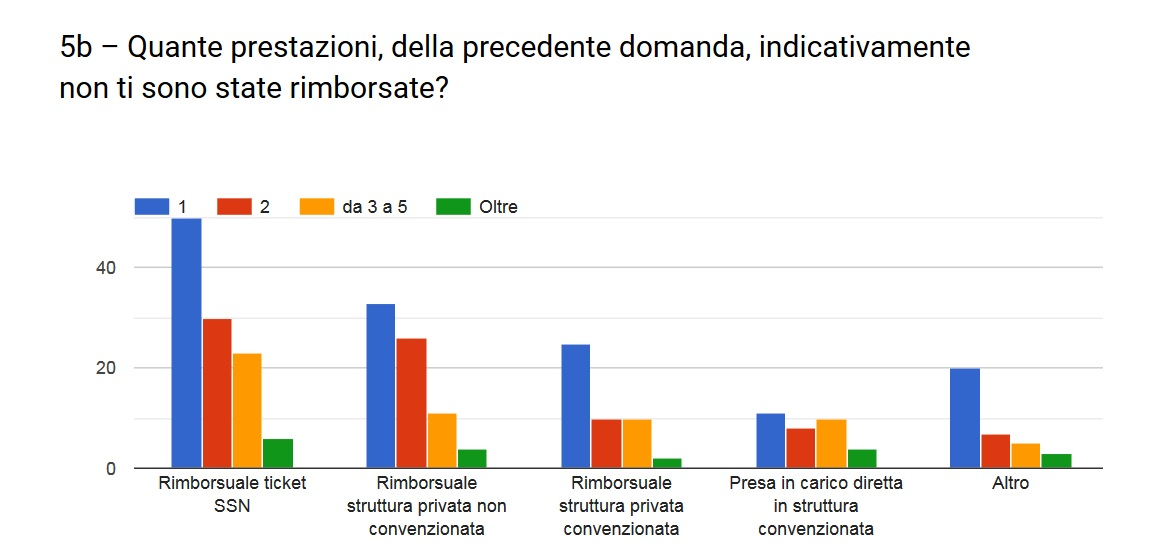 5b – Quante prestazioni, della precedente domanda, indicativamente
non ti sono state rimborsate?
1 2 da 3 a 5 Oltre
40
20
0
Rimborsuale ticket
SSN
Rimborsuale
struttura privata non
convenzionata
Rimborsuale
struttura privata
convenzionata
Presa in carico diretta
in struttura
convenzionata
Altro